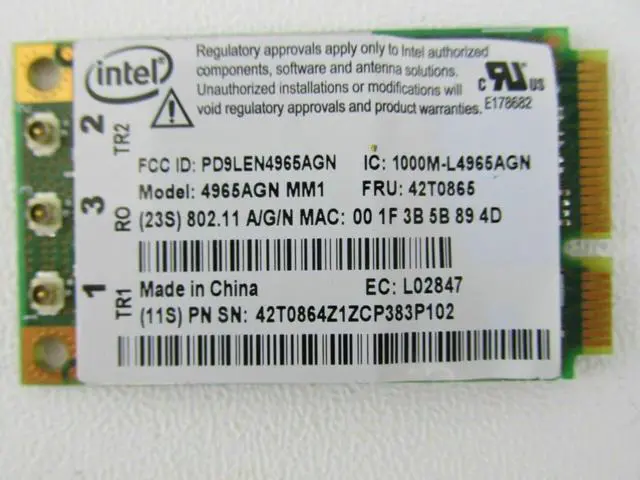 intel
Regulatory approvals apply only to Intel authorized
components, software and antenna solutions.
Unauthorized installations or modifications will
void regulatory approvals and product warranties.
C RU US
E178682
2
TR2
3
RO
1
TR1
FCC ID: PD9LEN4965AGN IC: 1000M-L4965AGN
Model: 4965AGN MM1 FRU: 42T0865
(23S) 802.11 A/G/N MAC: 00 1F 3B 5B 89 4D
Made in China EC: L02847
(11S) PN SN: 42T0864Z1ZCP383P102